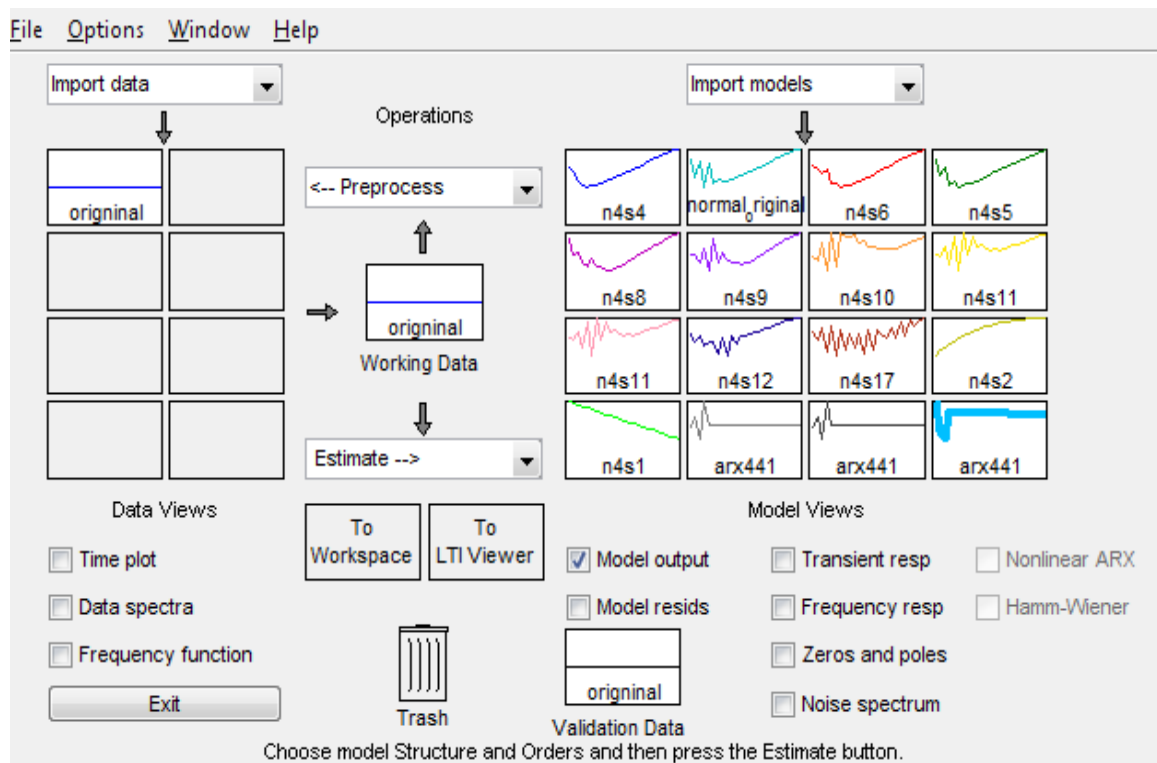 File Options Window Help
Import data
Import models
Operations
<-- Preprocess
origninal
n4s4
normal_original
n4s6
n4s5
n4s8
n4s9
n4s10
n4s11
origninal
Working Data
n4s11
n4s12
n4s17
n4s2
Estimate -->
n4s1
arx441
arx441
arx441
Data Views
Model Views
To Workspace
To LTI Viewer
Time plot
Data spectra
Frequency function
Exit
Trash
Model output
Model resids
origninal
Validation Data
Transient resp
Frequency resp
Zeros and poles
Noise spectrum
Nonlinear ARX
Hamm-Wiener
Choose model Structure and Orders and then press the Estimate button.